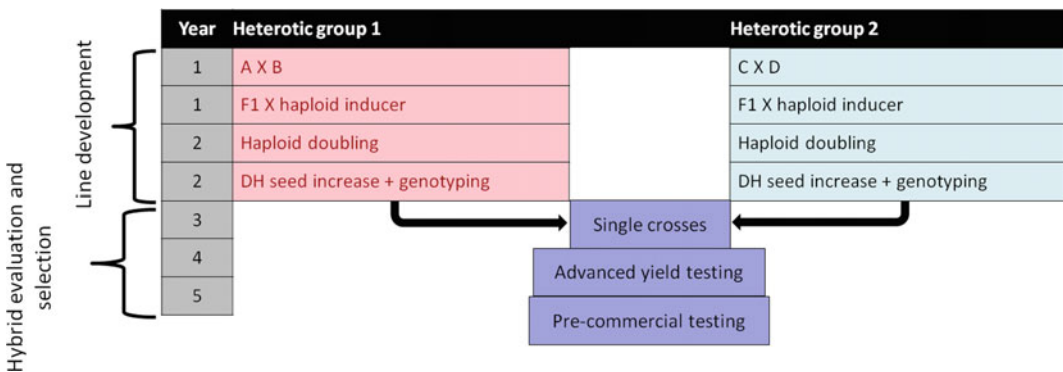 Year Heterotic group 1 Heterotic group 2
1 A X B C X D
1 F1 X haploid inducer F1 X haploid inducer
2 Haploid doubling Haploid doubling
2 DH seed increase + genotyping DH seed increase + genotyping
3 Single crosses
4 Advanced yield testing
5 Pre-commercial testing
Line development
Hybrid evaluation and
selection